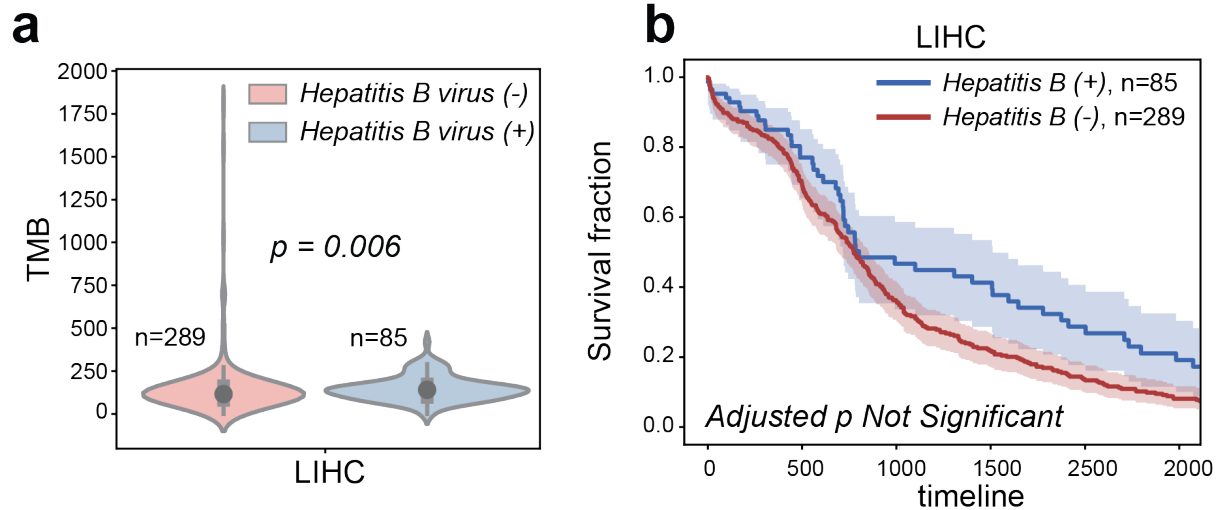 a
2000
1750
1500
1250
1000
750
500
250
0
TMB
Hepatitis B virus (-)
Hepatitis B virus (+)
p = 0.006
n=289
n=85
LIHC
b
LIHC
1.0
0.8
0.6
0.4
0.2
0.0
Survival fraction
Hepatitis B (+), n=85
Hepatitis B (-), n=289
Adjusted p Not Significant
0 500 1000 1500 2500 2000
timeline